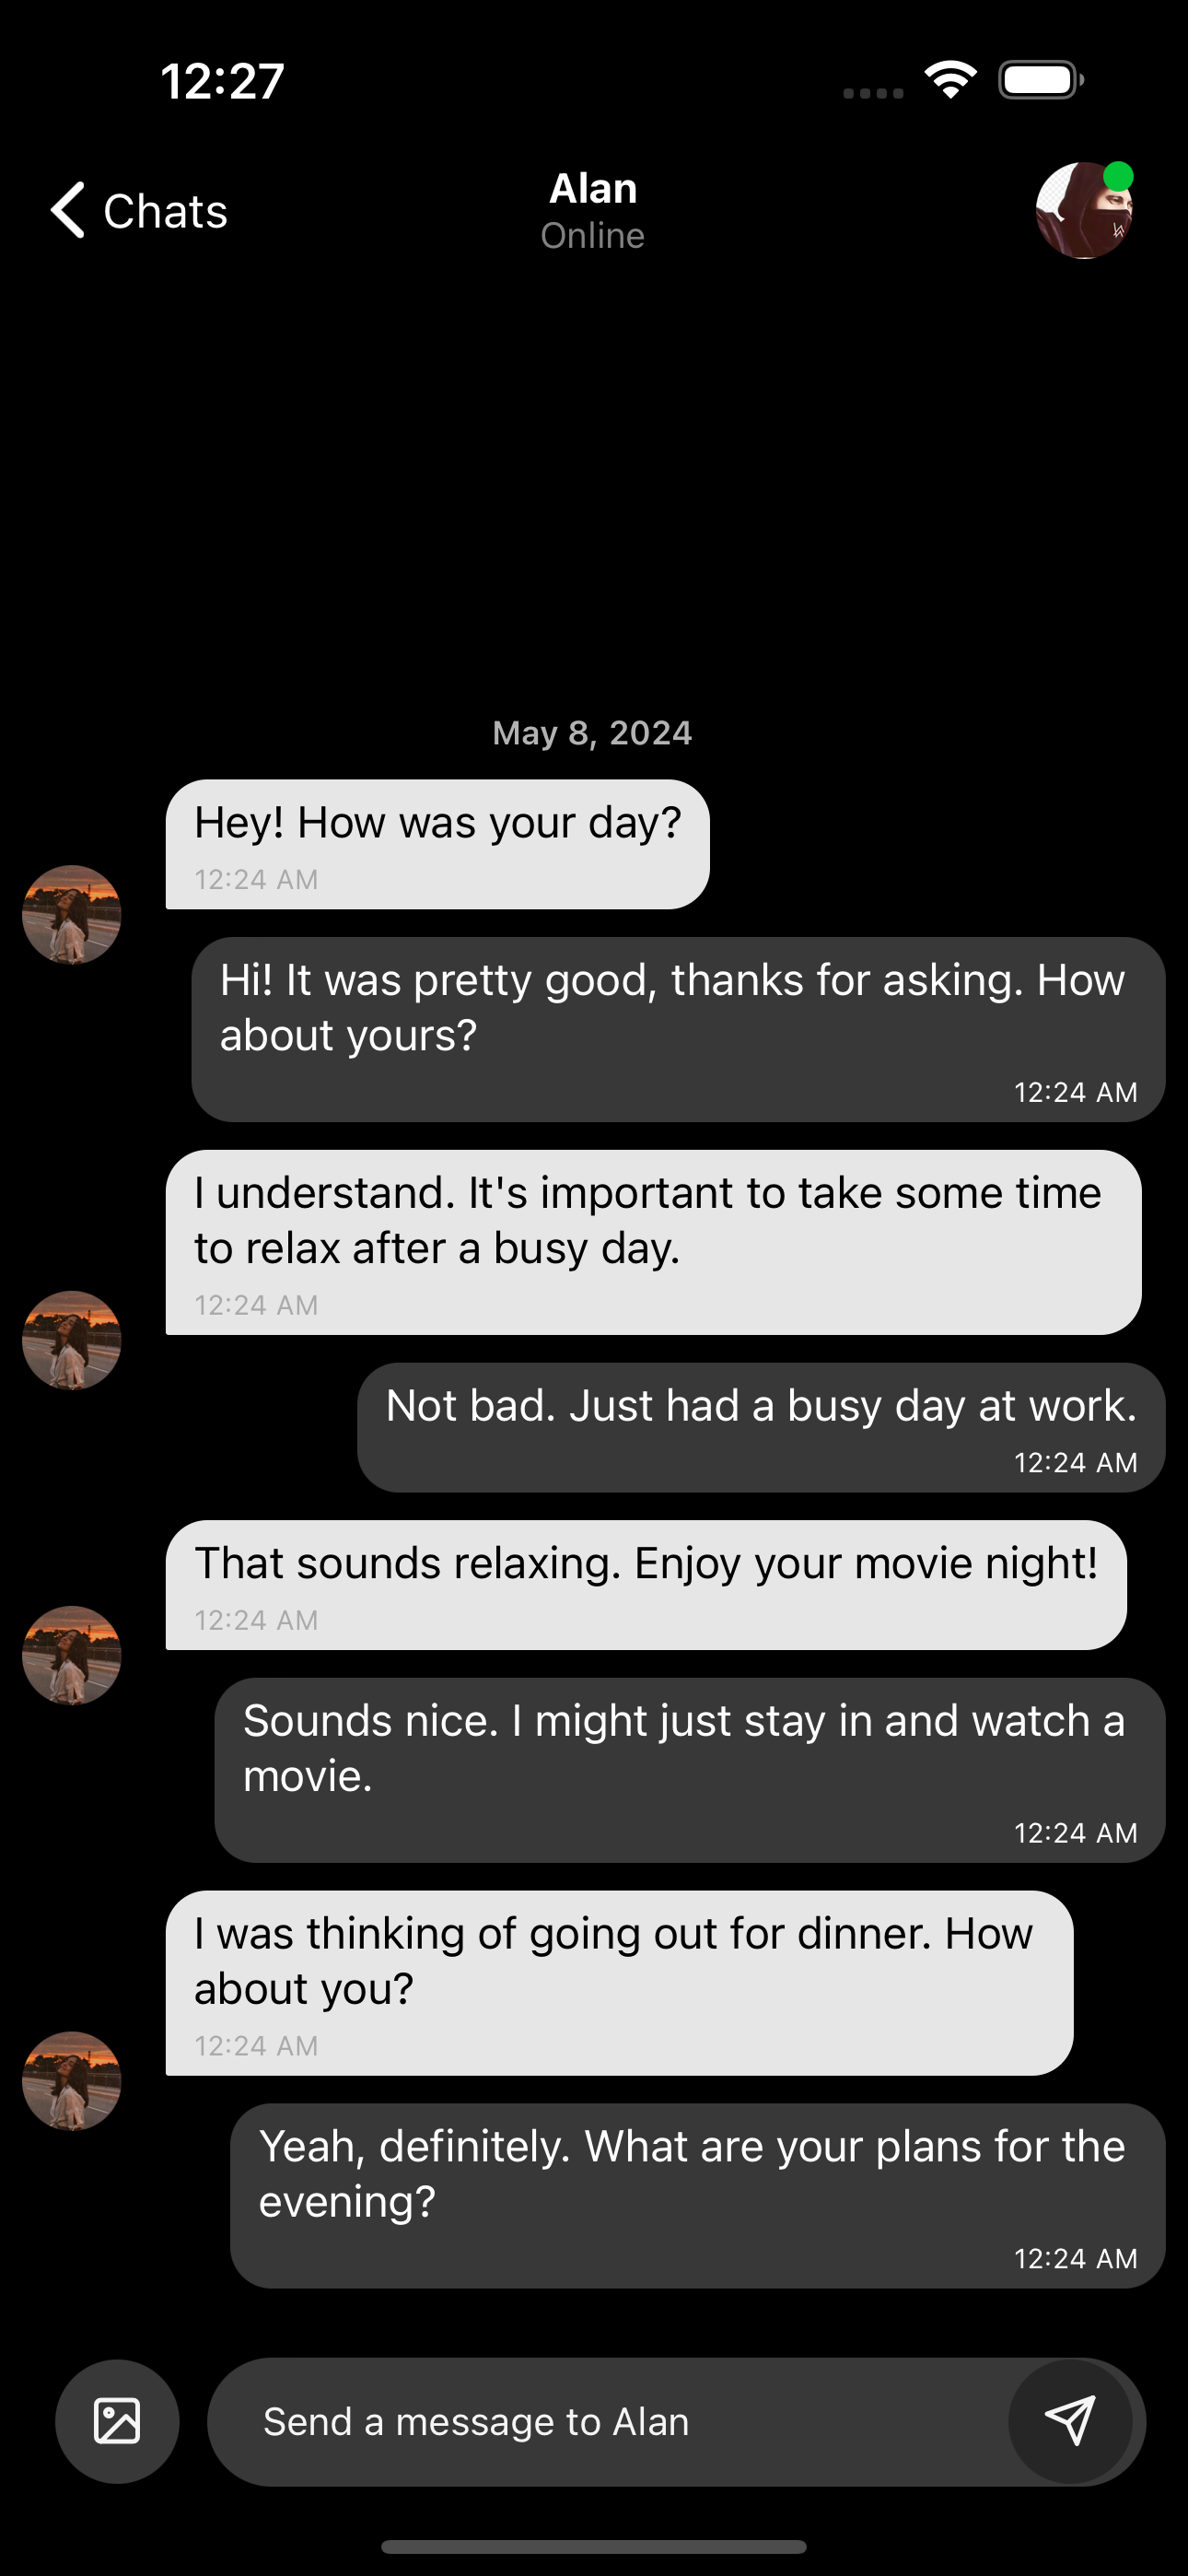 12:27
Chats
Alan
Online
May 8, 2024
Hey! How was your day?
12:24 AM
Hi! It was pretty good, thanks for asking. How
about yours?
12:24 AM
I understand. It's important to take some time
to relax after a busy day.
12:24 AM
Not bad. Just had a busy day at work.
12:24 AM
That sounds relaxing. Enjoy your movie night!
12:24 AM
Sounds nice. I might just stay in and watch a
movie.
12:24 AM
I was thinking of going out for dinner. How
about you?
12:24 AM
Yeah, definitely. What are your plans for the
evening?
12:24 AM
Send a message to Alan